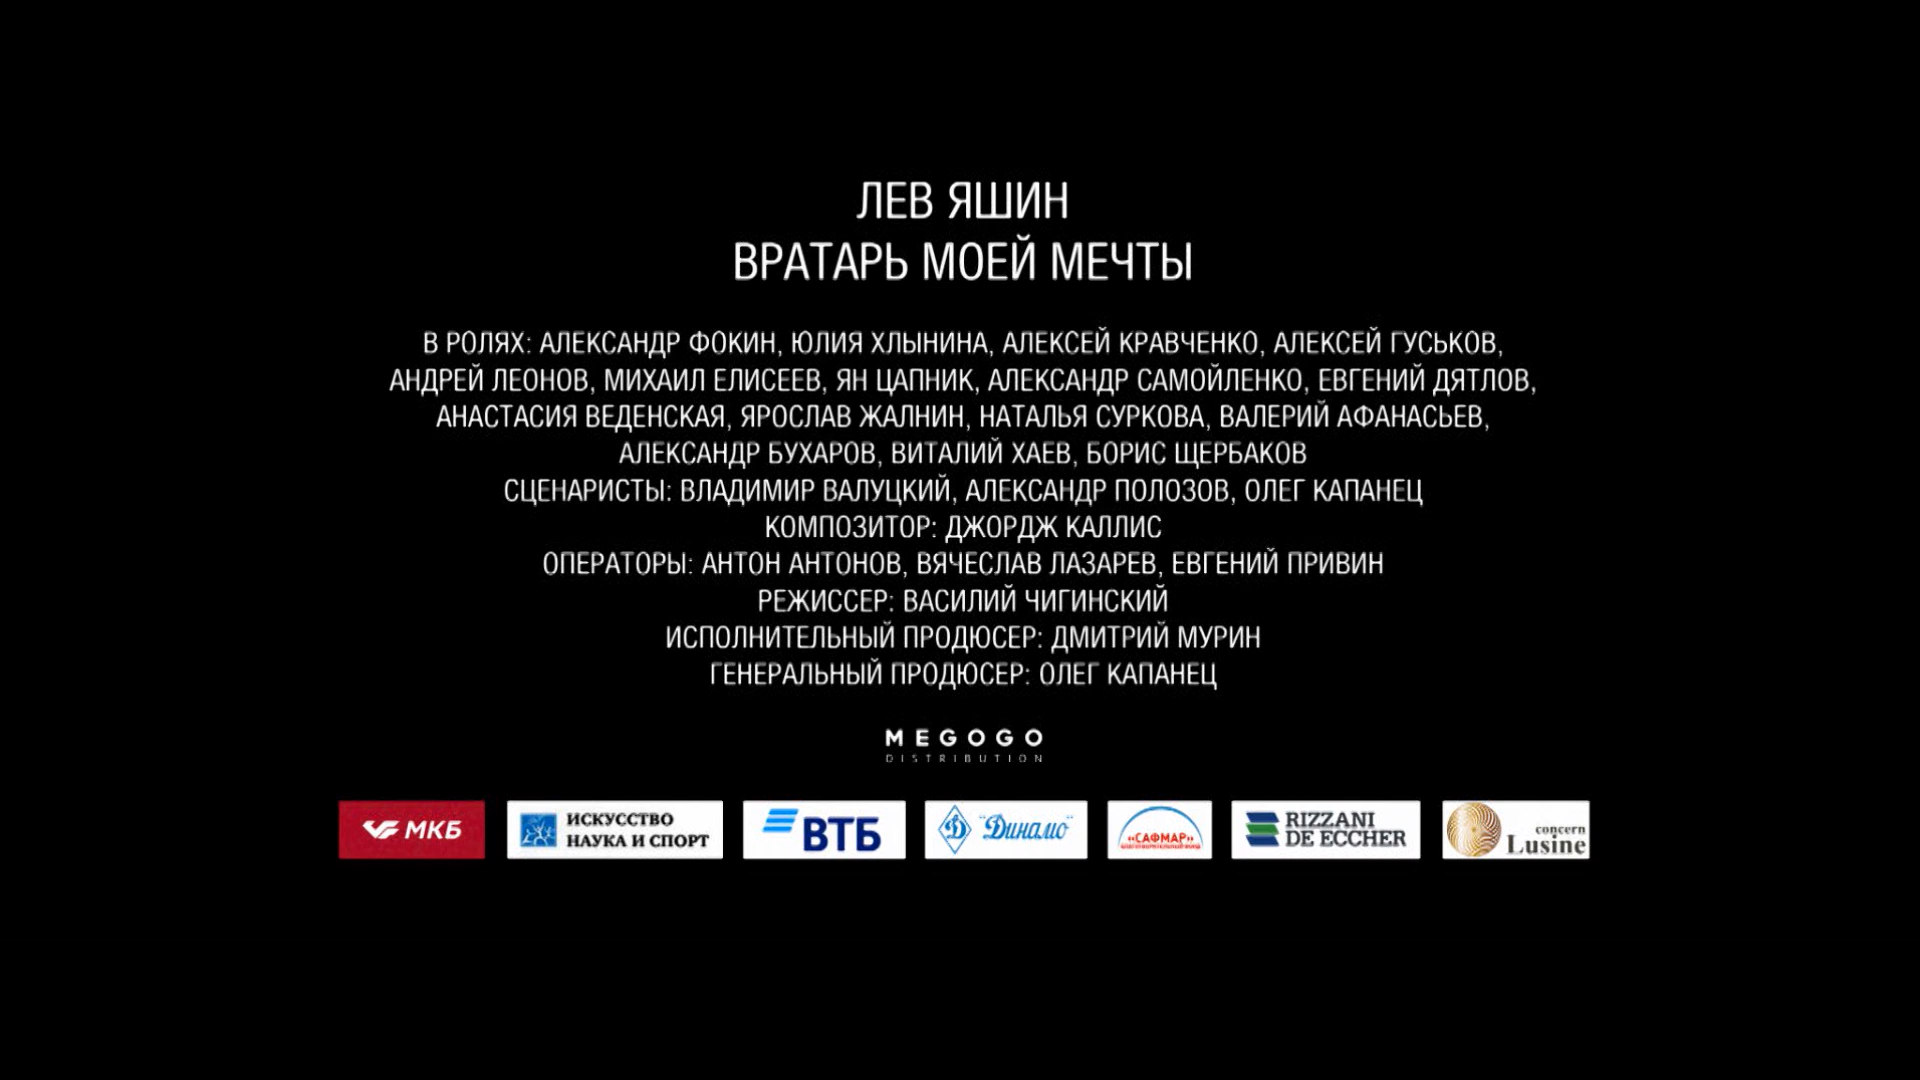 ЛЕВ ЯШИН
ВРАТАРЬ МОЕЙ МЕЧТЫ
В РОЛЯХ: АЛЕКСАНДР ФОКИН, ЮЛИЯ ХЛЫНИНА, АЛЕКСЕЙ КРАВЧЕНКО, АЛЕКСЕЙ ГУСЬКОВ,
АНДРЕЙ ЛЕОНОВ, МИХАИЛ ЕЛИСЕЕВ, ЯН ЦАПНИК, АЛЕКСАНДР САМОЙЛЕНКО, ЕВГЕНИЙ ДЯТЛОВ,
АНАСТАСИЯ ВЕДЕНСКАЯ, ЯРОСЛАВ ЖАЛНИН, НАТАЛЬЯ СУРКОВА, ВАЛЕРИЙ АФАНАСЬЕВ,
АЛЕКСАНДР БУХАРОВ, ВИТАЛИЙ ХАЕВ, БОРИС ЩЕРБАКОВ
СЦЕНАРИСТЫ: ВЛАДИМИР ВАЛУЦКИЙ, АЛЕКСАНДР ПОЛОЗОВ, ОЛЕГ КАПАНЕЦ
КОМПОЗИТОР: ДЖОРДЖ КАЛЛИС
ОПЕРАТОРЫ: АНТОН АНТОНОВ, ВЯЧЕСЛАВ ЛАЗАРЕВ, ЕВГЕНИЙ ПРИВИН
РЕЖИССЕР: ВАСИЛИЙ ЧИГИНСКИЙ
ИСПОЛНИТЕЛЬНЫЙ ПРОДЮСЕР: ДМИТРИЙ МУРИН
ГЕНЕРАЛЬНЫЙ ПРОДЮСЕР: ОЛЕГ КАПАНЕЦ
MEGOGO
DISTRIBUTION
МКБ
ИСКУССТВО
НАУКА И СПОРТ
ВТБ
Д "Динамо"
«САФМАР»
БЛАГОТВОРИТЕЛЬНЫЙ ФОНД
RIZZANI
DE ECCHER
concern
Lusine